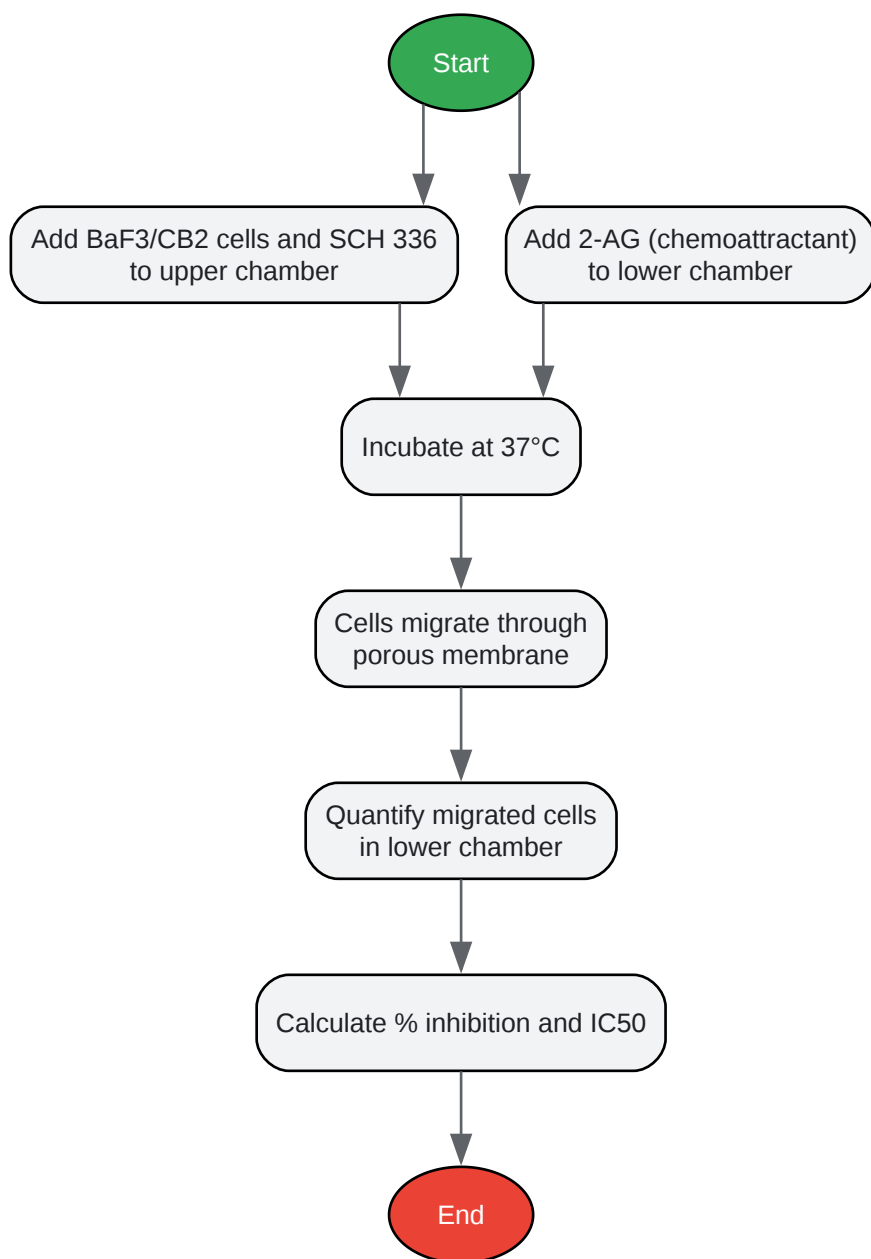 Start
Add BaF3/CB2 cells and SCH 336
to upper chamber
Add 2-AG (chemoattractant)
to lower chamber
Incubate at 37°C
Cells migrate through
porous membrane
Quantify migrated cells
in lower chamber
Calculate % inhibition and IC50
End